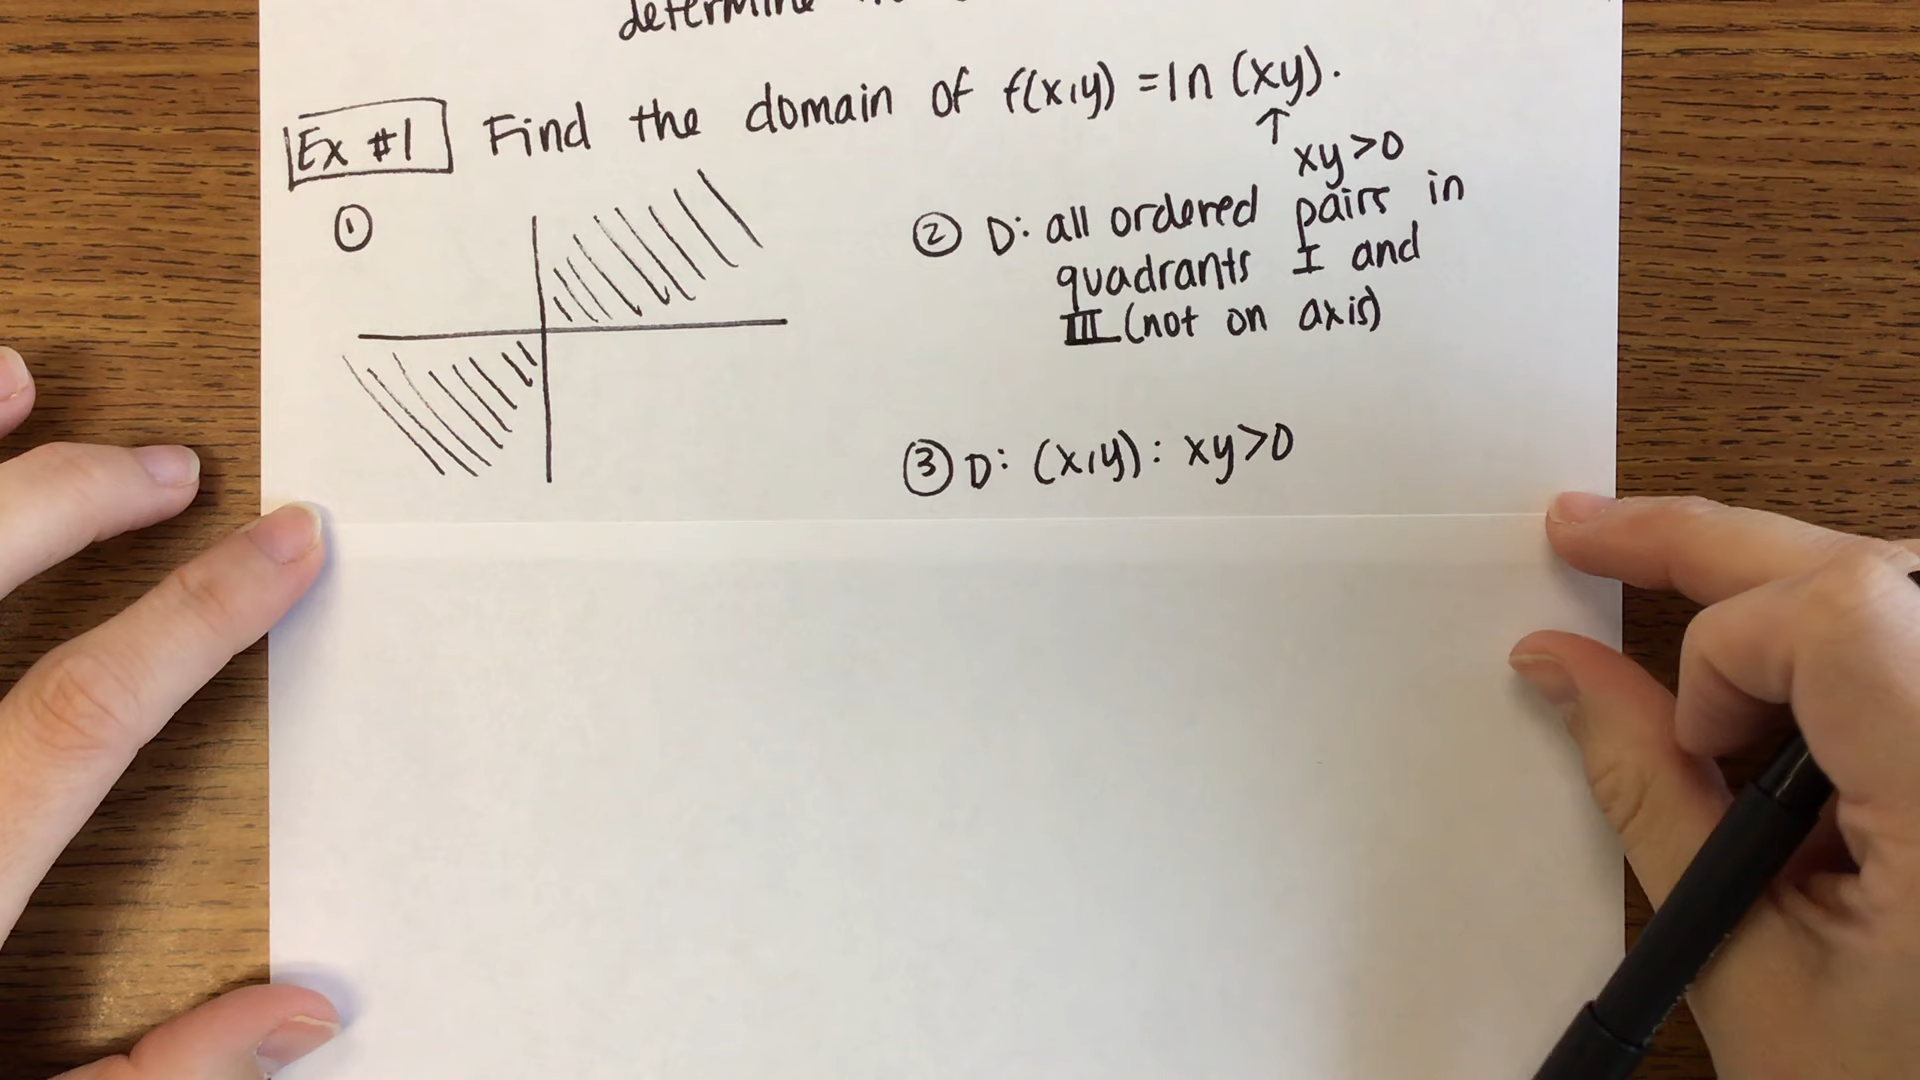 determine
Ex #1 Find the domain of f(x,y) = ln (xy).
↑
xy>0
①
② D: all ordered pairs in
quadrants I and
III (not on axis)
③ D: (x,y): xy>0